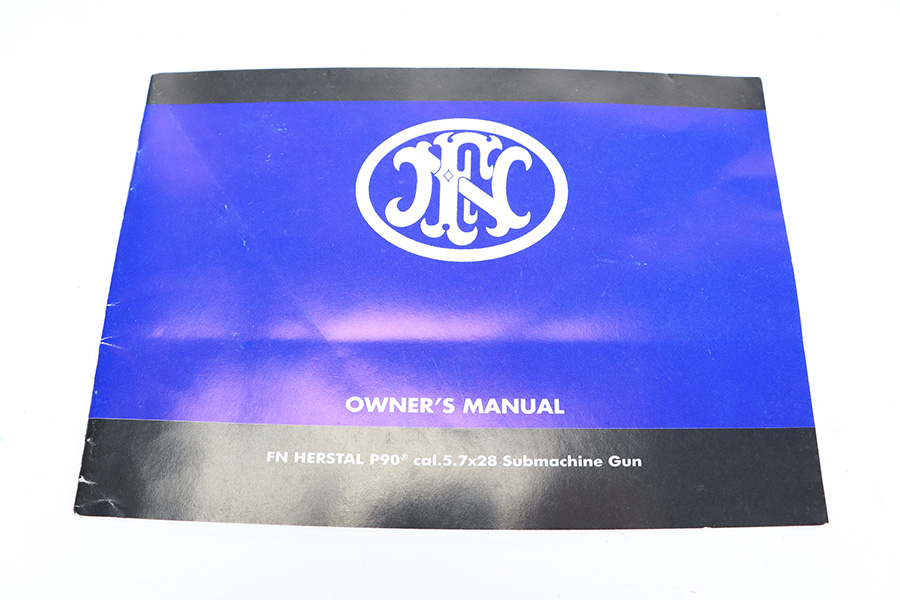 FN
OWNER'S MANUAL
FN HERSTAL P90® cal.5.7x28 Submachine Gun